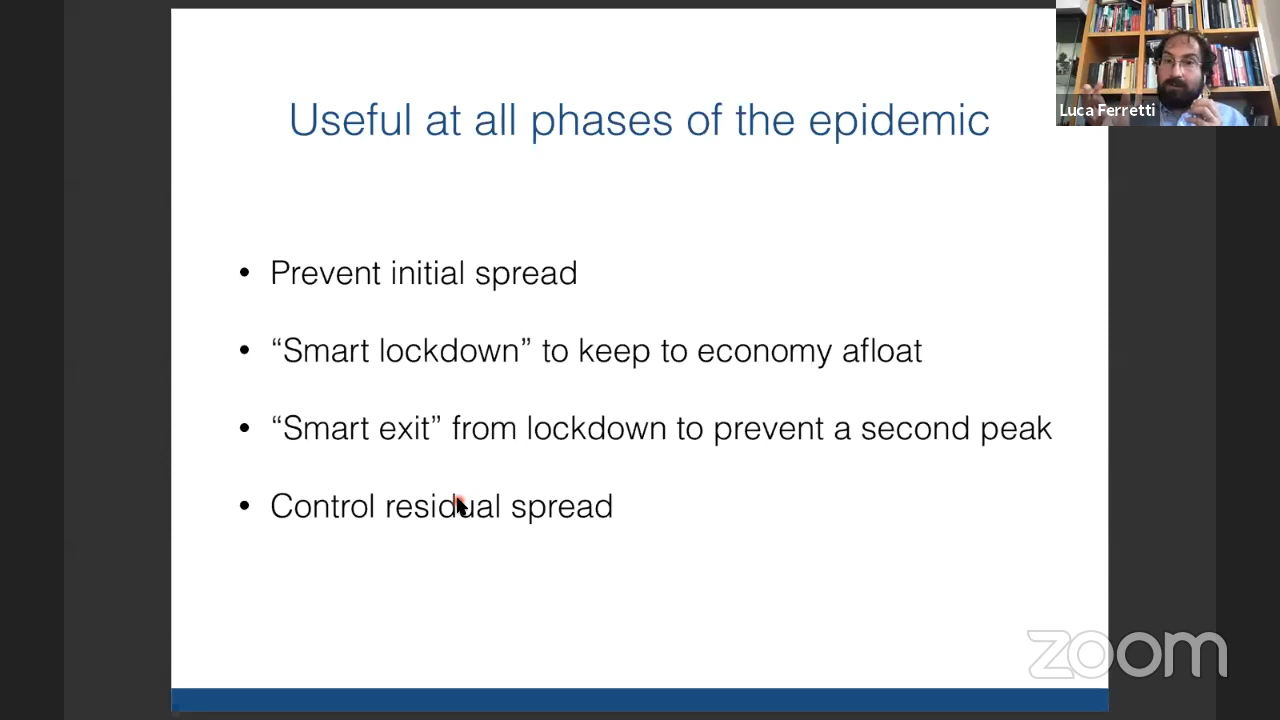 Useful at all phases of the epidemic
Luca Ferretti
• Prevent initial spread
• “Smart lockdown” to keep to economy afloat
• “Smart exit” from lockdown to prevent a second peak
• Control residual spread
zoom